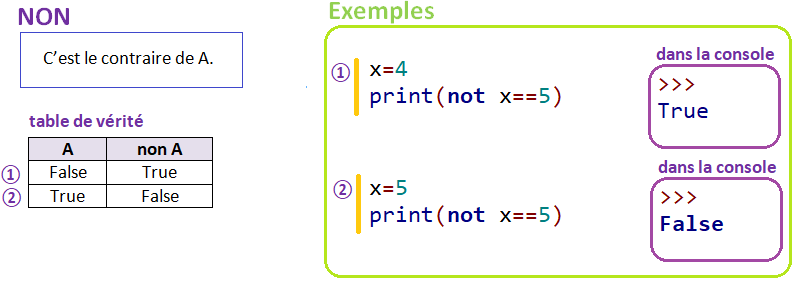 NON
C'est le contraire de A.
table de vérité
A non A
① False True
② True False
Exemples
① x=4
print(not x==5)
dans la console
>>>
True
② x=5
print(not x==5)
dans la console
>>>
False